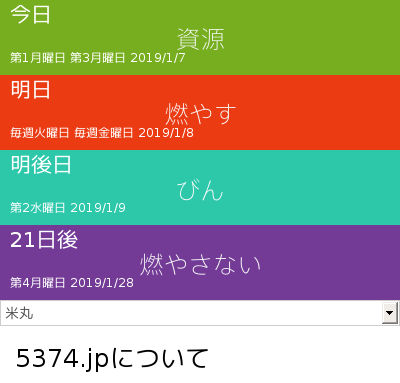 今日
資源
第1月曜日 第3月曜日 2019/1/7
明日
燃やす
毎週火曜日 毎週金曜日 2019/1/8
明後日
びん
第2水曜日 2019/1/9
21日後
燃やさない
第4月曜日 2019/1/28
米丸
5374.jpについて